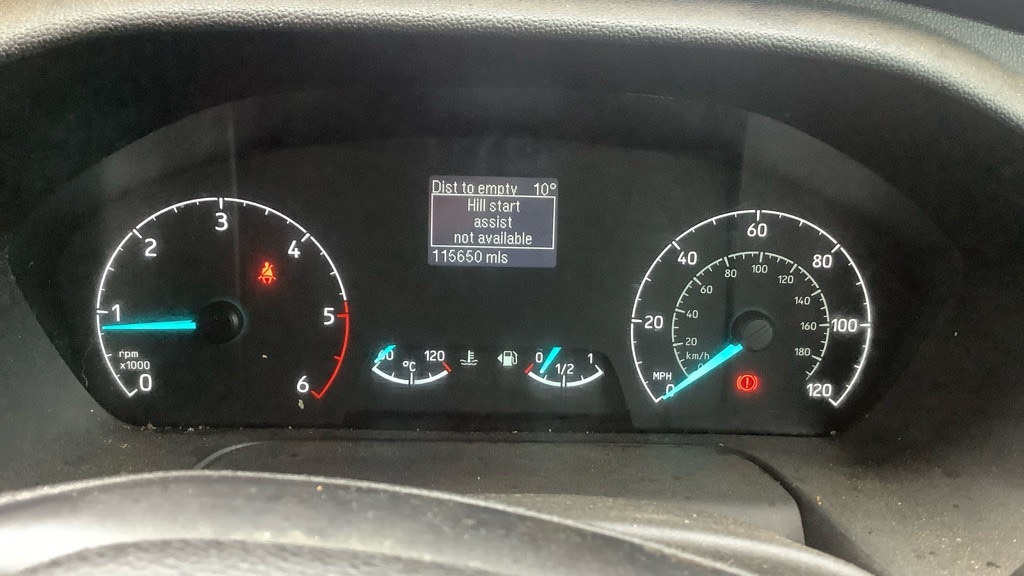 Dist to empty 10°
Hill start
assist
not available
115650 mls
0 1 2 3 4 5 6
rpm
x1000
60 120
°C
0 1/2 1
0 20 40 60 80 100 120
MPH
20 40 60 80 100 120 140 160 180
km/h